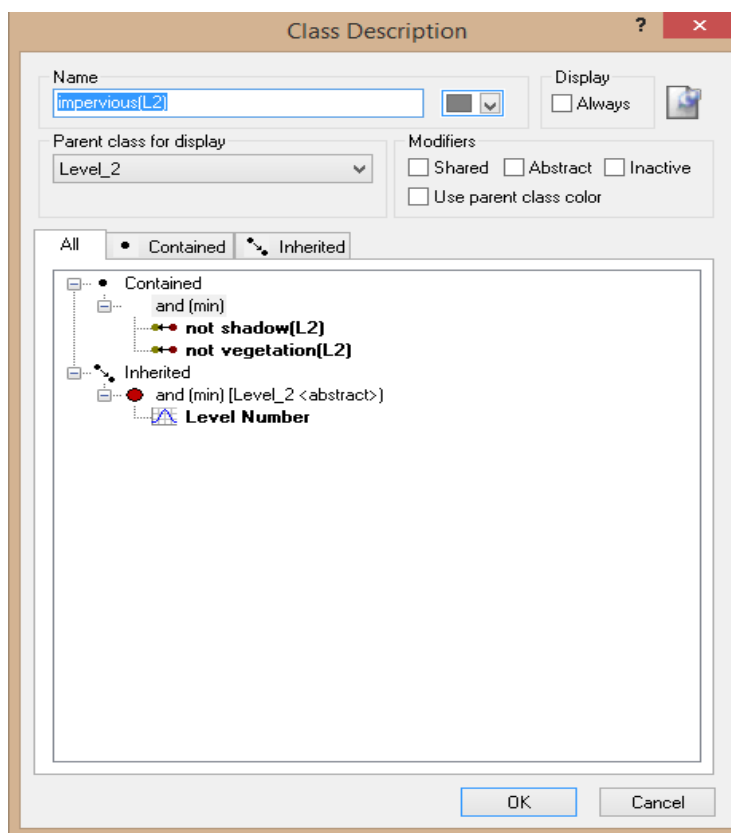 Class Description ? ×
Name
impervious(L2)
Display
Always
Parent class for display
Level_2
Modifiers
Shared Abstract Inactive
Use parent class color
All Contained Inherited
Contained
and (min)
not shadow(L2)
not vegetation(L2)
Inherited
and (min) [Level_2 <abstract>)
Level Number
OK Cancel